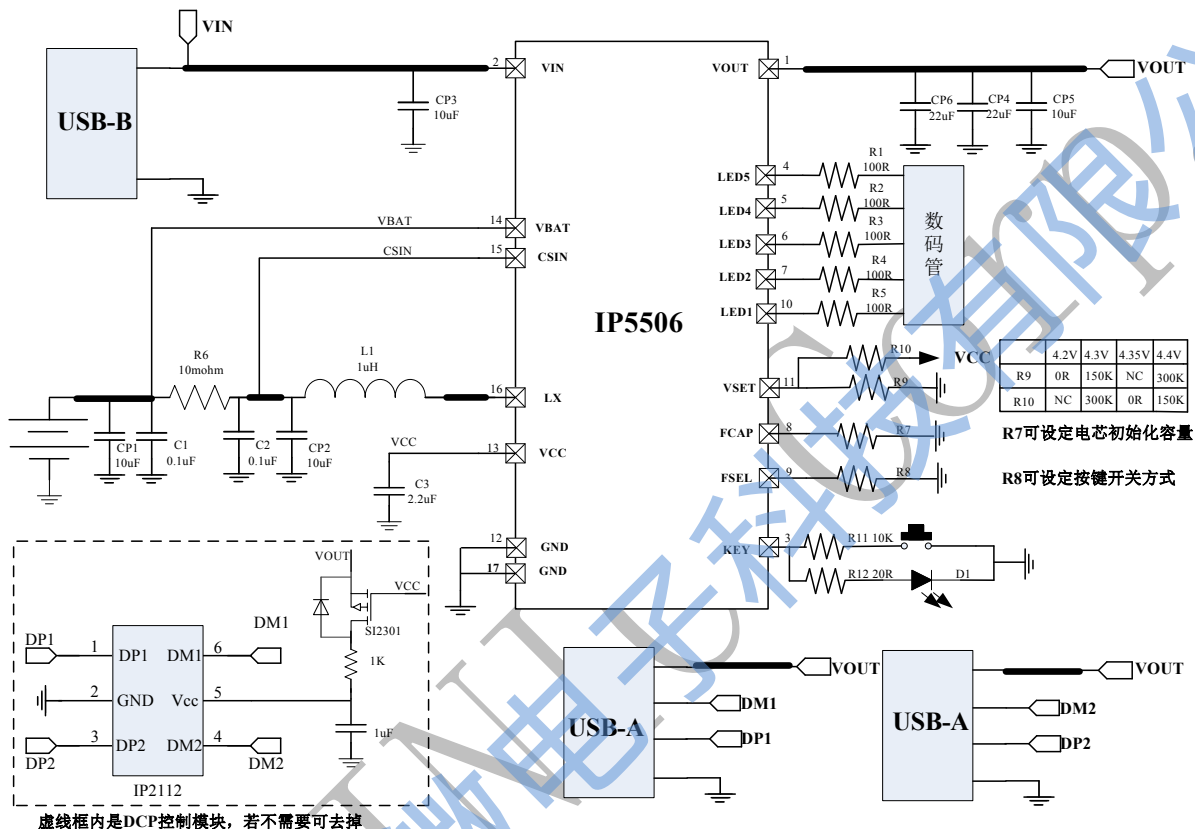 VIN
USB-B
2
VIN
CP3
10uF
VOUT
1
VOUT
CP6
22uF
CP4
22uF
CP5
10uF
LED5
4
R1
100R
LED4
5
R2
100R
LED3
6
R3
100R
LED2
7
R4
100R
LED1
10
R5
100R
数码管
VBAT
14
VBAT
CSIN
15
CSIN
IP5506
R6
10mohm
L1
1uH
16
LX
CP1
10uF
C1
0.1uF
C2
0.1uF
CP2
10uF
VCC
13
VCC
C3
2.2uF
12
GND
17
GND
VSET
11
R10
VCC
R9
4.2V 4.3V 4.35V 4.4V
R9 0R 150K NC 300K
R10 NC 300K 0R 150K
FCAP
8
R7
R7可设定电芯初始化容量
FSEL
9
R8
R8可设定按键开关方式
KEY
3
R11 10K
R12 20R
D1
VOUT
VCC
SI2301
1K
1uF
DP1
1
DP1
DM1
6
DM1
2
GND
Vcc
5
3
DP2
DP2
DM2
4
DM2
IP2112
虚线框内是DCP控制模块，若不需要可去掉
USB-A
VOUT
DM1
DP1
USB-A
VOUT
DM2
DP2
微电子科技有限公
Corp